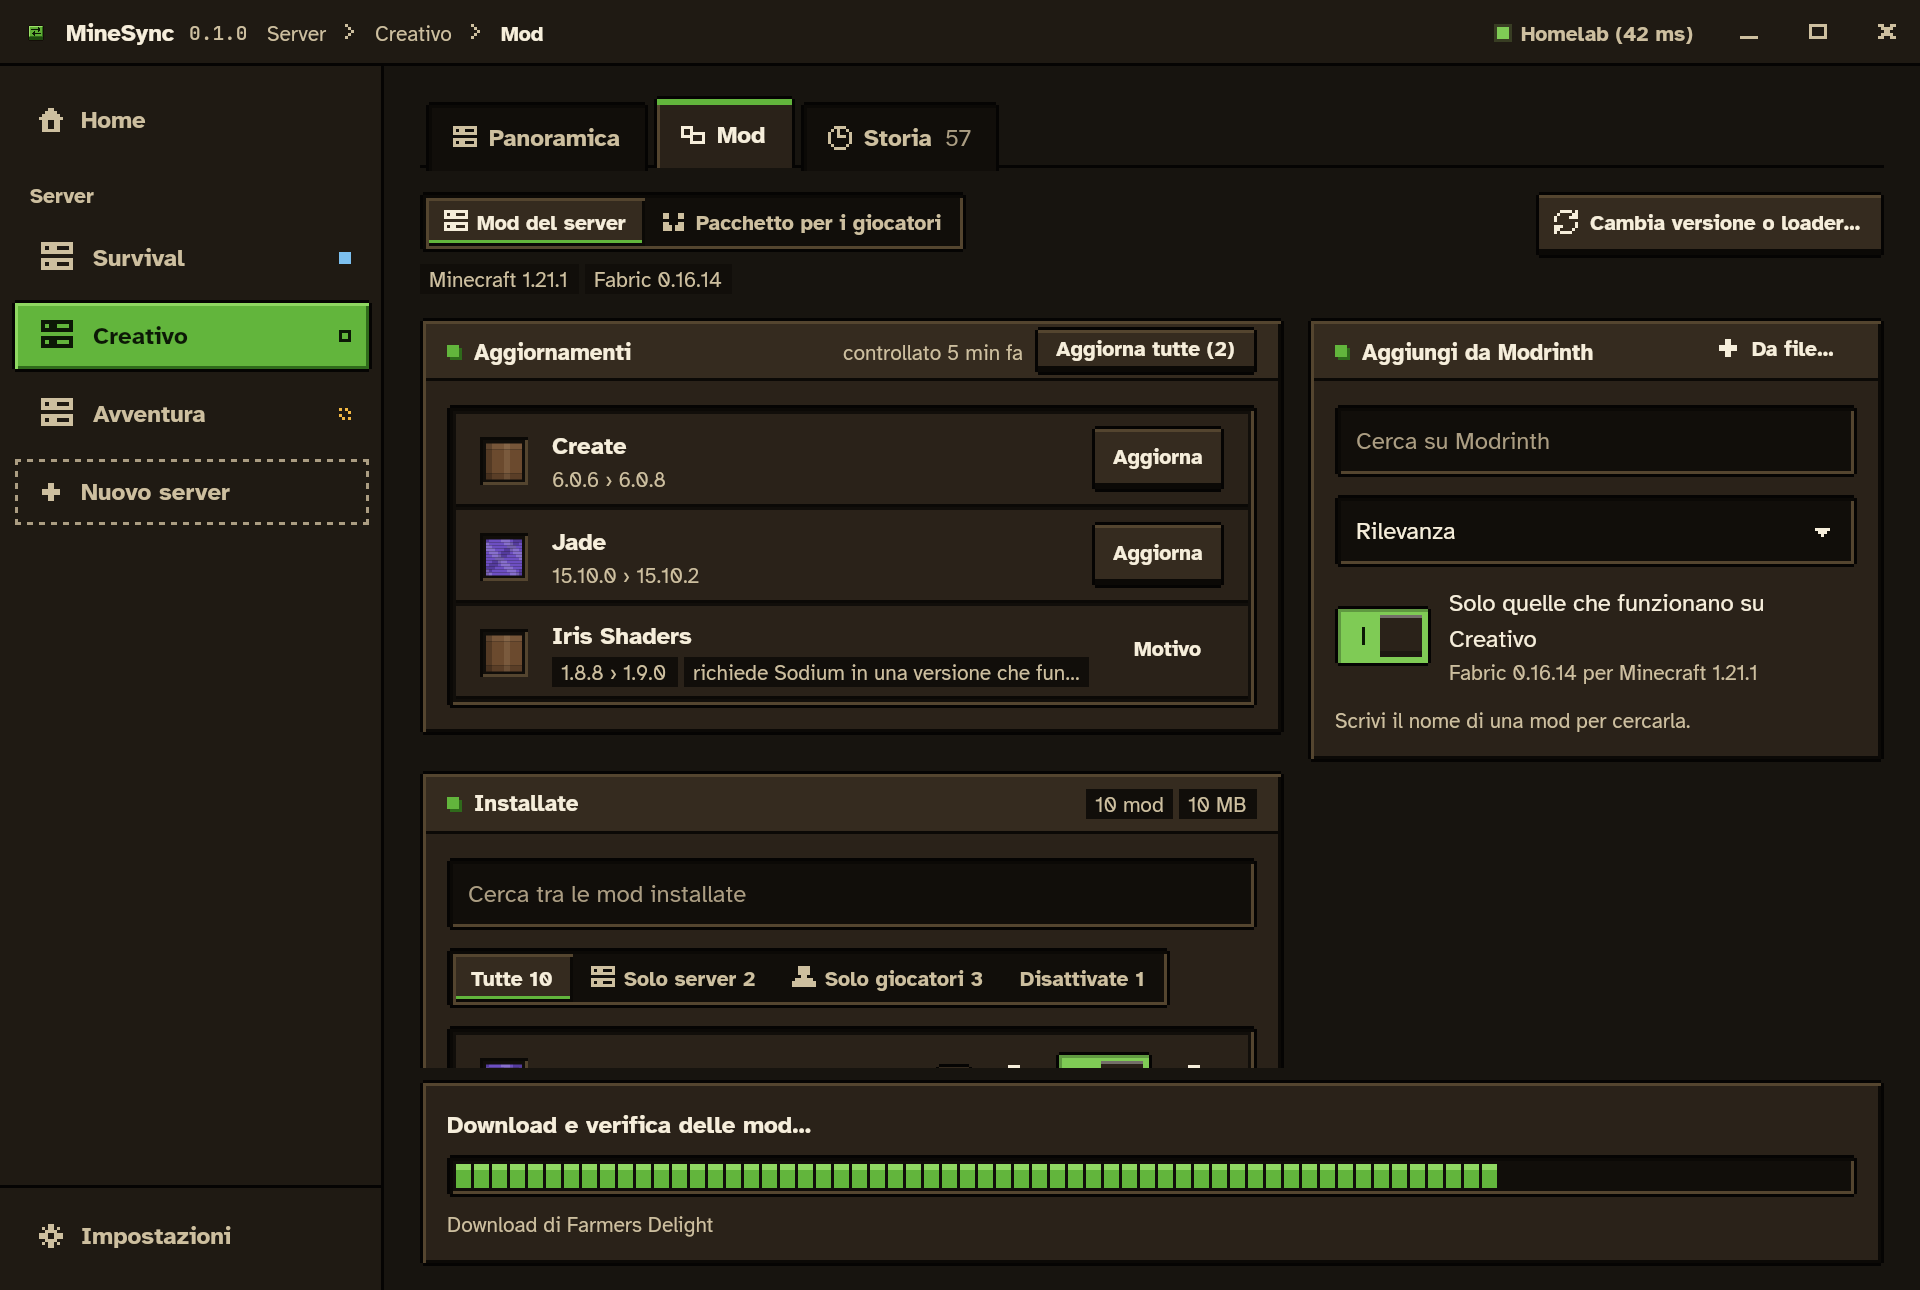 MineSync 0.1.0 Server Creativo Mod
Homelab (42 ms)
Home
Server
Survival
Creativo
Avventura
Nuovo server
Impostazioni
Panoramica
Mod
Storia 57
Mod del server
Pacchetto per i giocatori
Cambia versione o loader...
Minecraft 1.21.1
Fabric 0.16.14
Aggiornamenti
controllato 5 min fa
Aggiorna tutte (2)
Create
6.0.6 › 6.0.8
Aggiorna
Jade
15.10.0 › 15.10.2
Aggiorna
Iris Shaders
1.8.8 › 1.9.0
richiede Sodium in una versione che fun...
Motivo
Aggiungi da Modrinth
Da file...
Cerca su Modrinth
Rilevanza
Solo quelle che funzionano su
Creativo
Fabric 0.16.14 per Minecraft 1.21.1
Scrivi il nome di una mod per cercarla.
Installate
10 mod
10 MB
Cerca tra le mod installate
Tutte 10
Solo server 2
Solo giocatori 3
Disattivate 1
Download e verifica delle mod...
Download di Farmers Delight